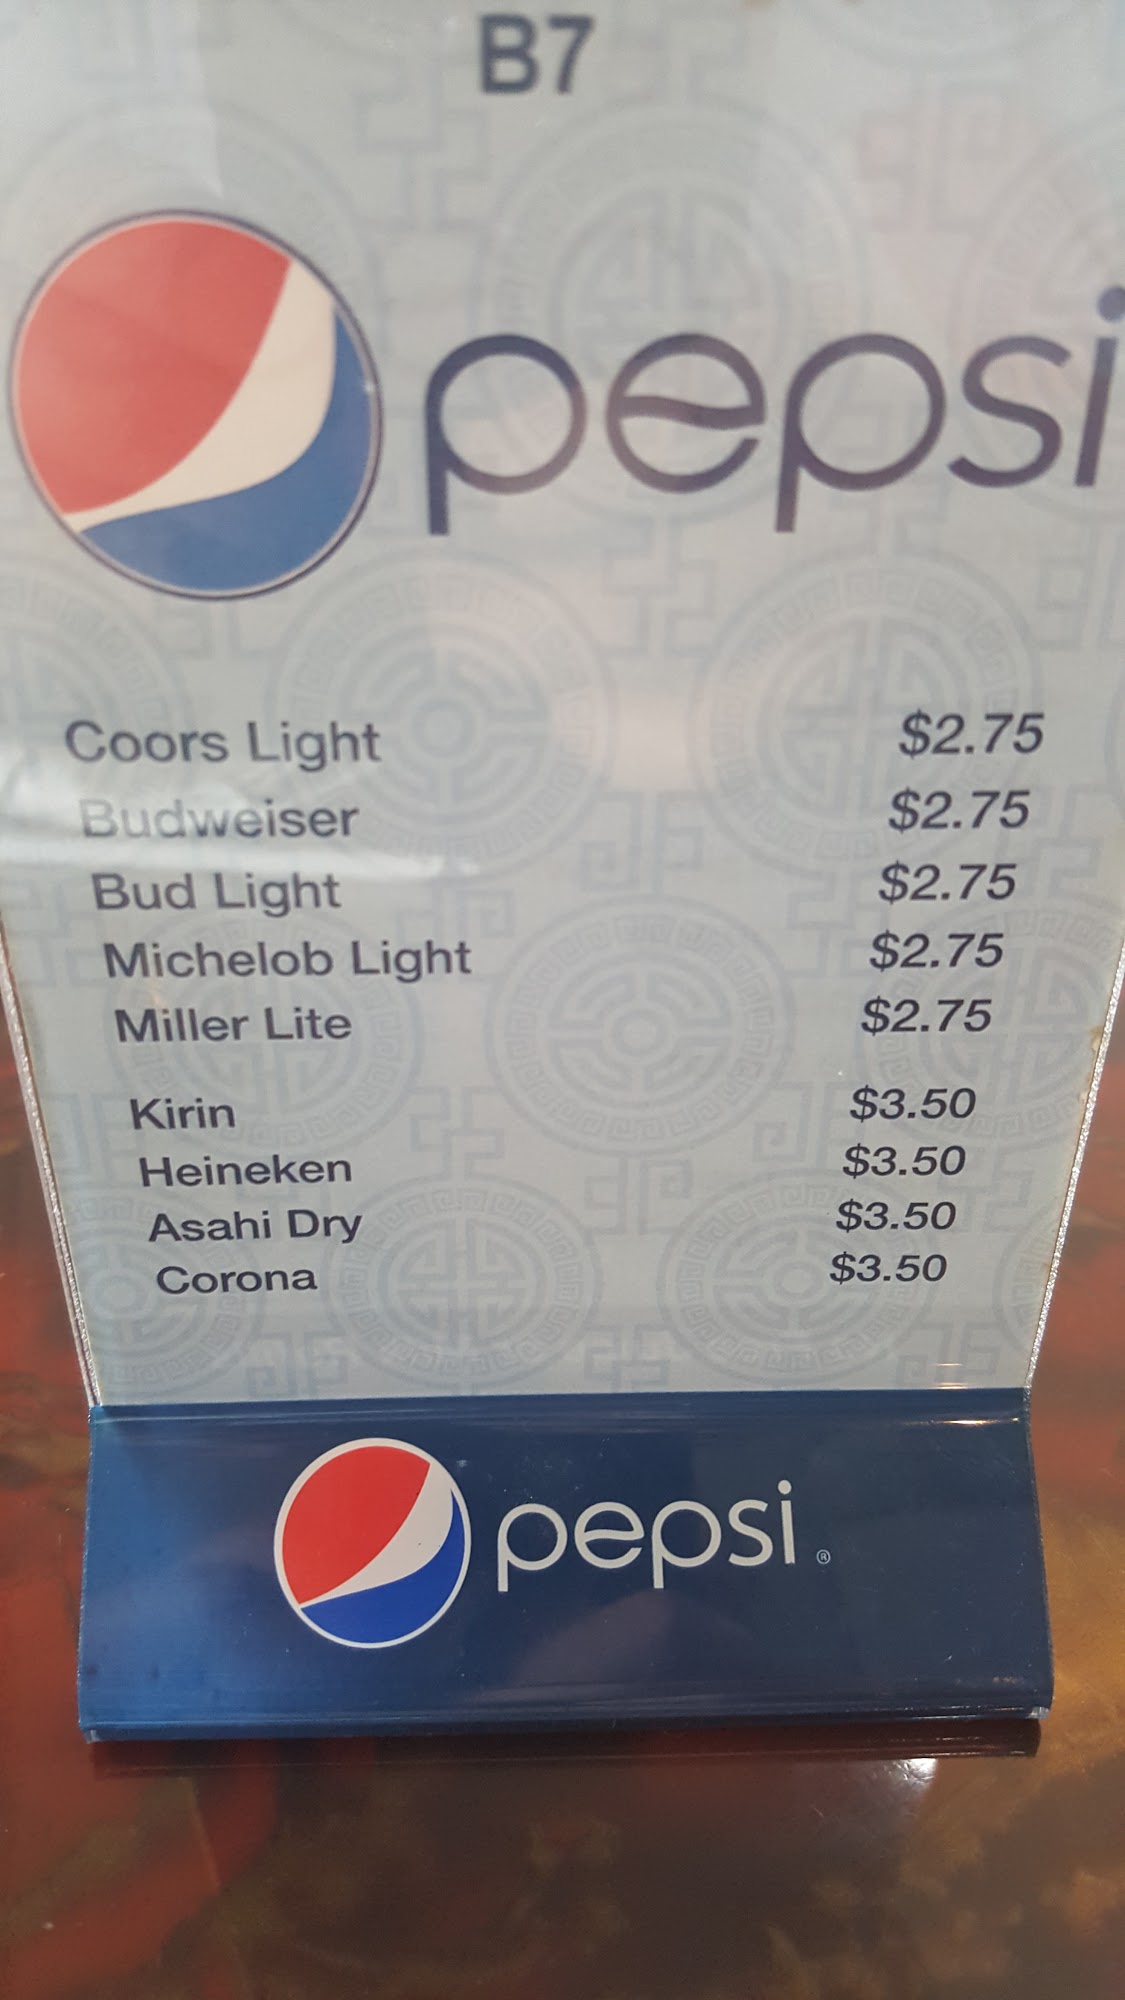 B7
pepsi
Coors Light $2.75
Budweiser $2.75
Bud Light $2.75
Michelob Light $2.75
Miller Lite $2.75
Kirin $3.50
Heineken $3.50
Asahi Dry $3.50
Corona $3.50
pepsi®